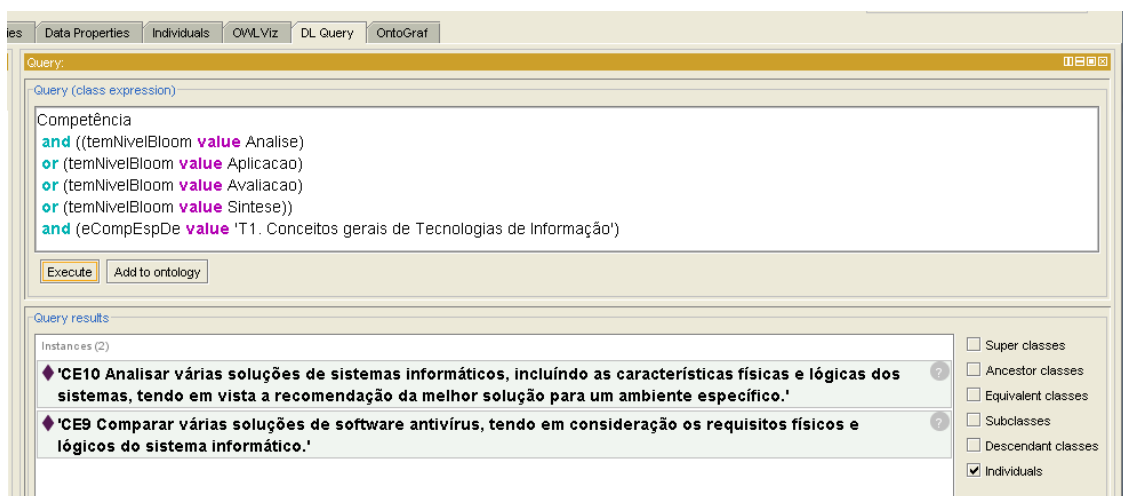 ies Data Properties Individuals OWLViz DL Query OntoGraf
Query:
Query (class expression)
Competência
and ((temNivelBloom value Analise)
or (temNivelBloom value Aplicacao)
or (temNivelBloom value Avaliacao)
or (temNivelBloom value Sintese))
and (eCompEspDe value 'T1. Conceitos gerais de Tecnologias de Informação')
Execute Add to ontology
Query results
Instances (2)
'CE10 Analisar várias soluções de sistemas informáticos, incluíndo as características físicas e lógicas dos
sistemas, tendo em vista a recomendação da melhor solução para um ambiente específico.'
'CE9 Comparar várias soluções de software antivírus, tendo em consideração os requisitos físicos e
lógicos do sistema informático.'
Super classes
Ancestor classes
Equivalent classes
Subclasses
Descendant classes
Individuals